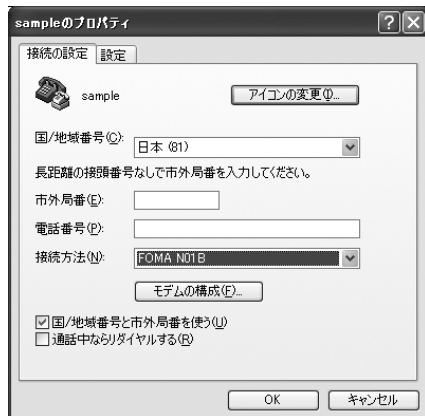 sampleのプロパティ
接続の設定 設定
sample アイコンの変更(I)...
国/地域番号(C): 日本 (81)
長距離の接頭番号なしで市外局番を入力してください。
市外局番(E):
電話番号(P):
接続方法(N): FOMA N01B
モデムの構成(F)...
国/地域番号と市外局番を使う(U)
通話中ならリダイヤルする(R)
OK キャンセル